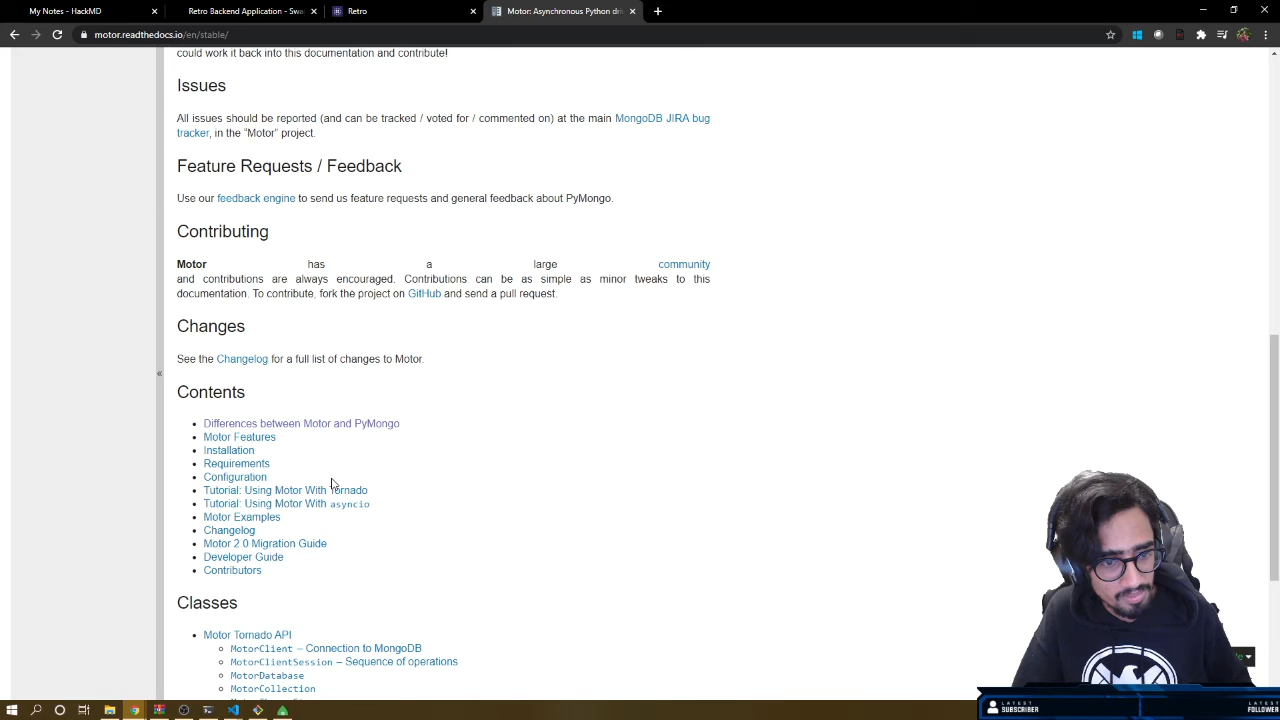 My Notes - HackMD
Retro Backend Application - Swa
Retro
Motor: Asynchronous Python dri
motor.readthedocs.io/en/stable/
could work it back into this documentation and contribute!
Issues
All issues should be reported (and can be tracked / voted for / commented on) at the main MongoDB JIRA bug
tracker, in the “Motor” project.
Feature Requests / Feedback
Use our feedback engine to send us feature requests and general feedback about PyMongo.
Contributing
Motor has a large community
and contributions are always encouraged. Contributions can be as simple as minor tweaks to this
documentation. To contribute, fork the project on GitHub and send a pull request.
Changes
See the Changelog for a full list of changes to Motor.
Contents
Differences between Motor and PyMongo
Motor Features
Installation
Requirements
Configuration
Tutorial: Using Motor With Tornado
Tutorial: Using Motor With asyncio
Motor Examples
Changelog
Motor 2 0 Migration Guide
Developer Guide
Contributors
Classes
Motor Tornado API
MotorClient – Connection to MongoDB
MotorClientSession – Sequence of operations
MotorDatabase
MotorCollection
LATEST
SUBSCRIBER
LATEST
FOLLOWER